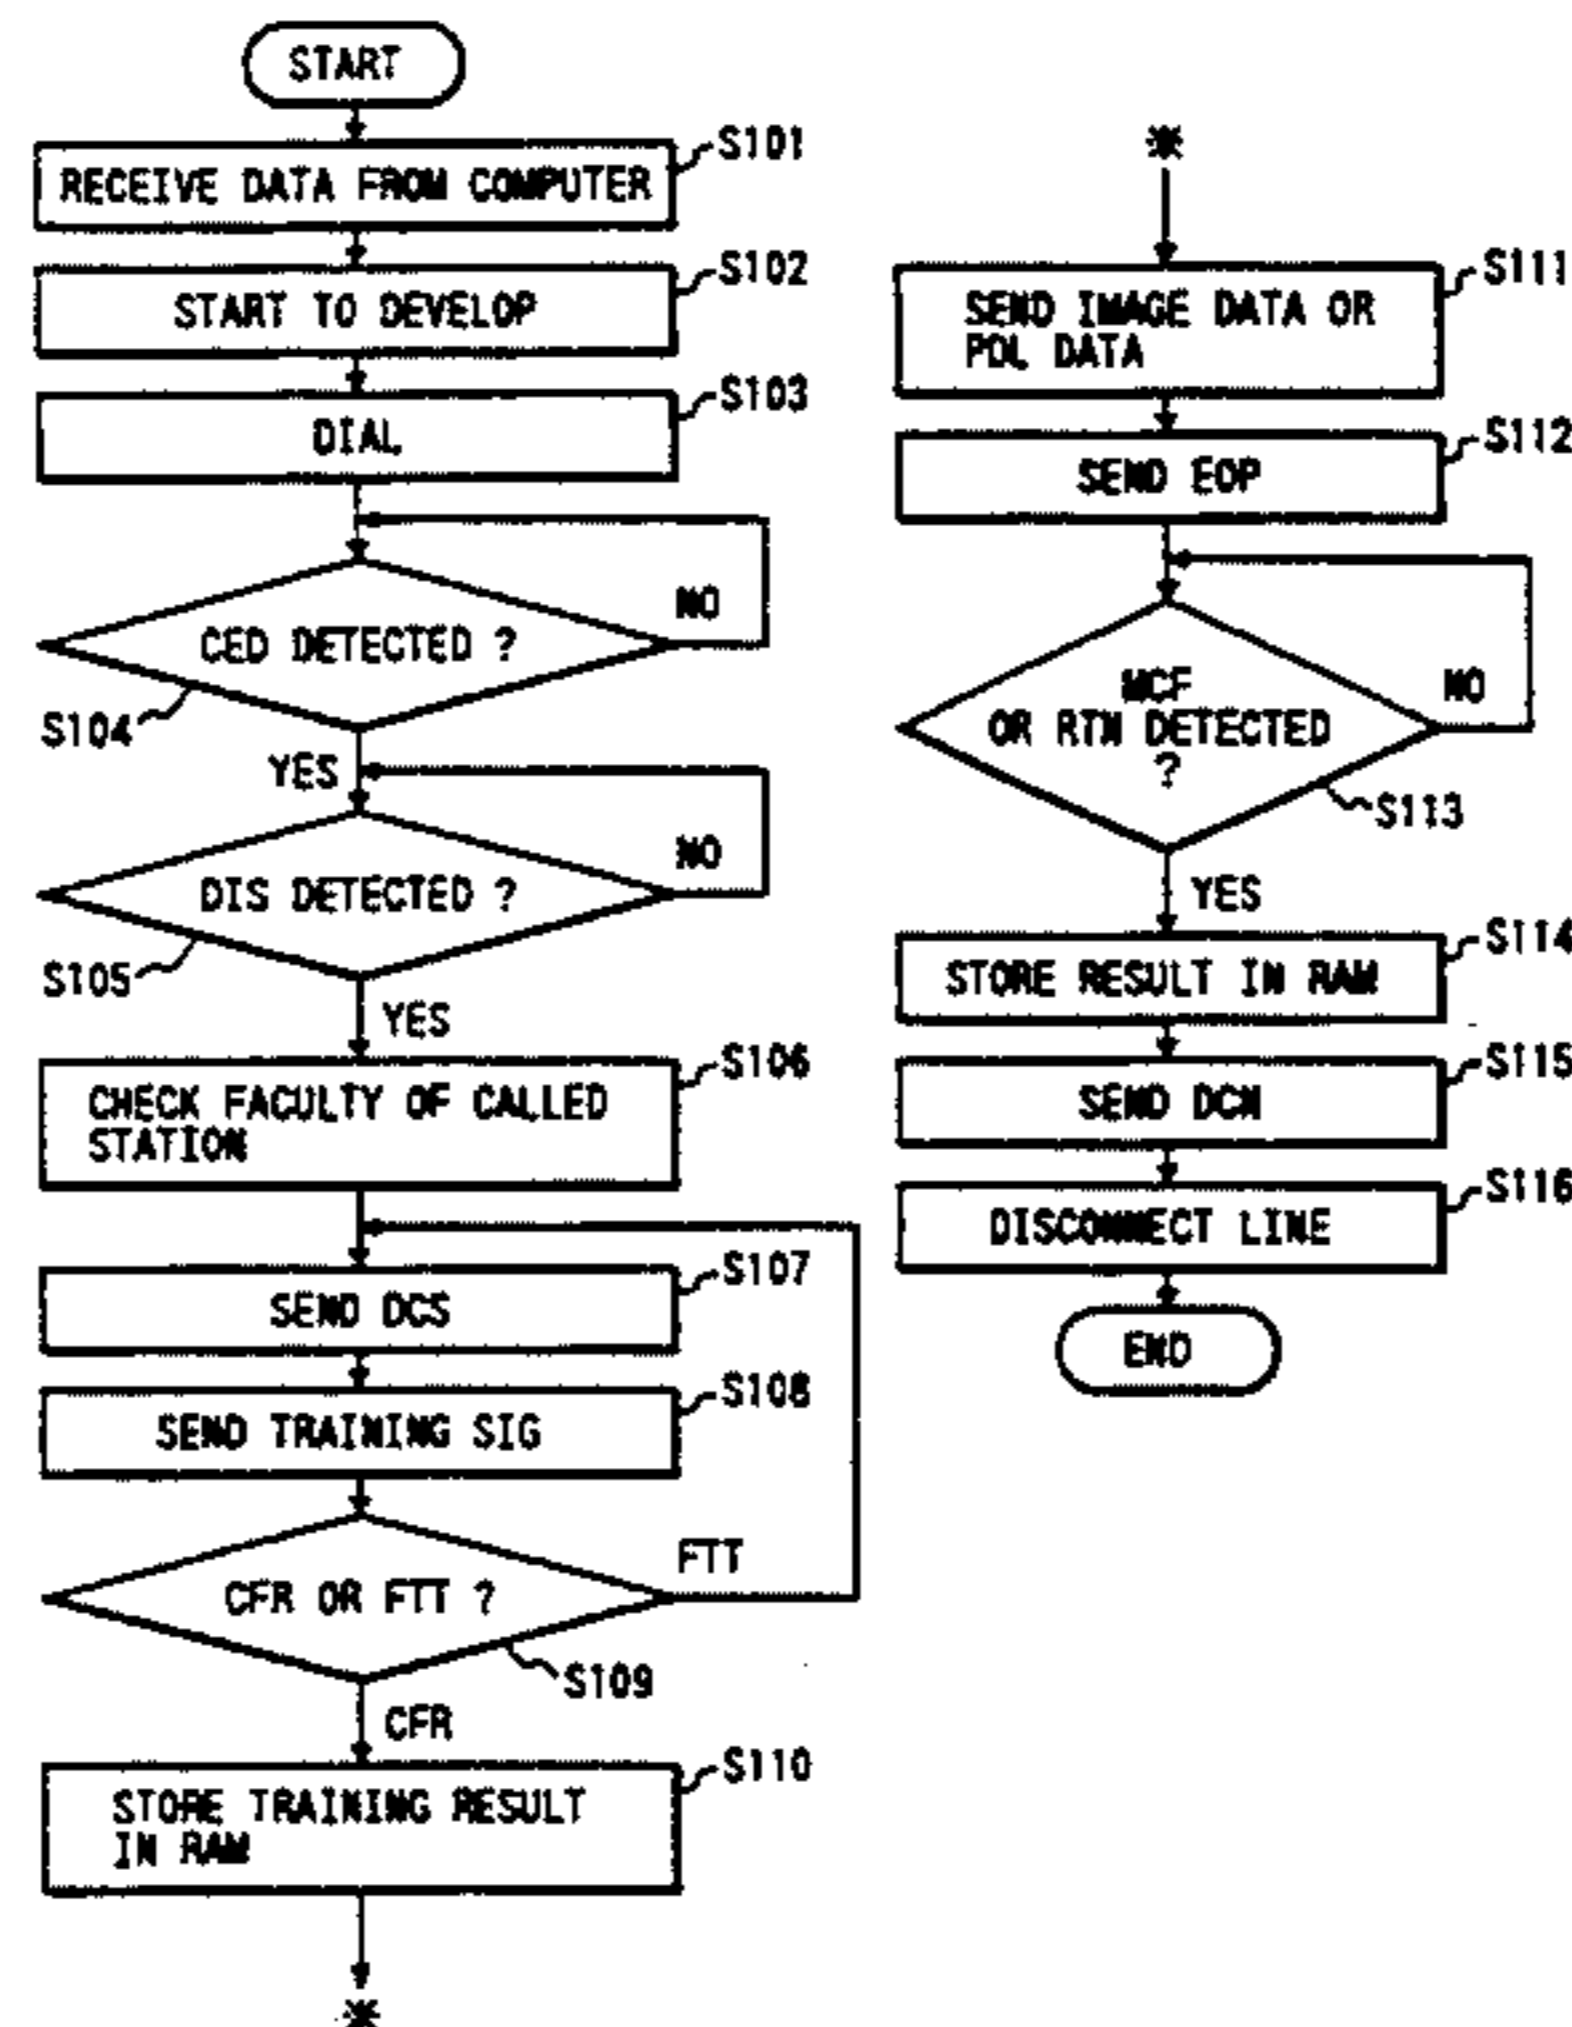 START
S101
RECEIVE DATA FROM COMPUTER
S102
START TO DEVELOP
S103
DIAL
NO
CED DETECTED ?
S104
YES
NO
DIS DETECTED ?
S105
YES
S106
CHECK FACULTY OF CALLED
STATION
S107
SEND DCS
S108
SEND TRAINING SIG
FTT
CFR OR FTT ?
S109
CFR
S110
STORE TRAINING RESULT
IN RAM
*
*
S111
SEND IMAGE DATA OR
PDL DATA
S112
SEND EOP
NO
MCF
OR RTN DETECTED
?
S113
YES
S114
STORE RESULT IN RAM
S115
SEND DCN
S116
DISCONNECT LINE
END